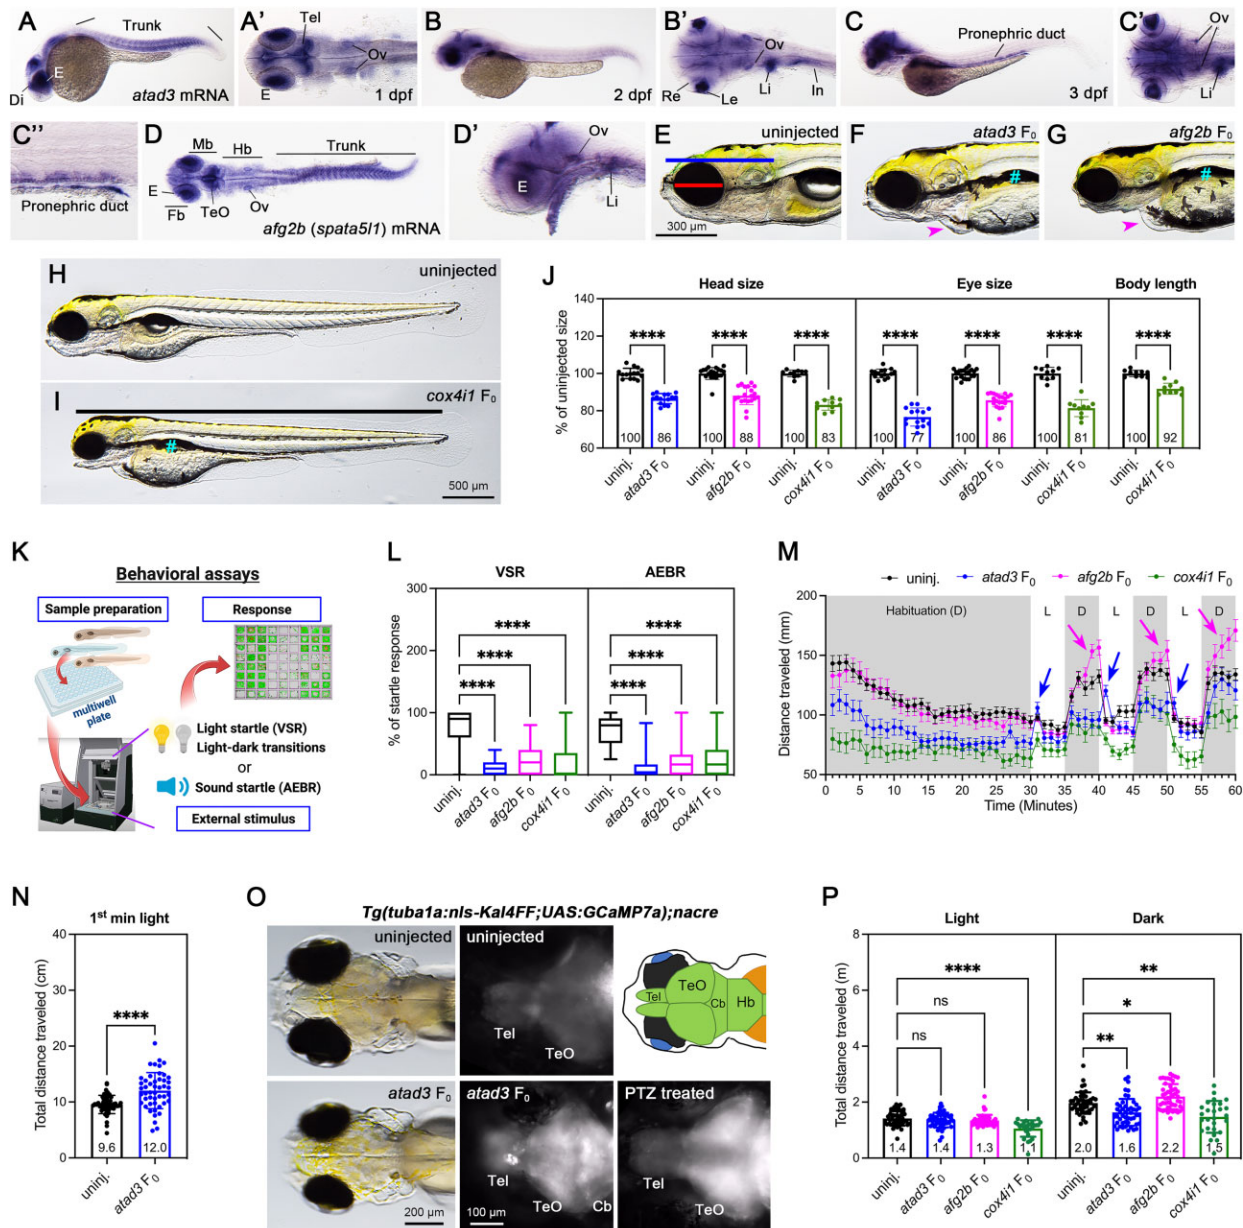 A
Trunk
E
Di
atad3 mRNA
A'
Tel
Ov
E
1 dpf
B
2 dpf
B'
Ov
Re
Le
Li
In
C
Pronephric duct
3 dpf
C'
Ov
Li
C''
Pronephric duct
D
Mb
Hb
Trunk
E
Fb
TeO
Ov
afg2b (spata5l1) mRNA
D'
Ov
E
Li
E
uninjected
300 µm
F
atad3 F0
#
G
afg2b F0
#
H
uninjected
I
cox4i1 F0
#
500 µm
J
Head size
Eye size
Body length
% of uninjected size
140
120
100
80
60
**** **** **** **** **** **** ****
100 86 100 88 100 83 100 77 100 86 100 81 100 92
uninj. atad3 F0 uninj. afg2b F0 uninj. cox4i1 F0 uninj. atad3 F0 uninj. afg2b F0 uninj. cox4i1 F0 uninj. cox4i1 F0
K
Behavioral assays
Sample preparation
Response
multiwell
plate
Light startle (VSR)
Light-dark transitions
or
Sound startle (AEBR)
External stimulus
L
VSR
AEBR
% of startle response
300
200
100
0
**** **** ****
**** **** ****
uninj. atad3 F0 afg2b F0 cox4i1 F0 uninj. atad3 F0 afg2b F0 cox4i1 F0
M
uninj. atad3 F0 afg2b F0 cox4i1 F0
Distance traveled (mm)
200
150
100
50
Habituation (D) L D L D L D
0 5 10 15 20 25 30 35 40 45 50 55 60
Time (Minutes)
N
1st min light
Total distance traveled (cm)
40
30
20
10
0
****
9.6 12.0
uninj. atad3 F0
O
Tg(tuba1a:nls-Kal4FF;UAS:GCaMP7a);nacre
uninjected
uninjected
Tel
TeO
Tel
TeO
Cb
Hb
atad3 F0
200 µm
atad3 F0
Tel
TeO
Cb
100 µm
PTZ treated
Tel
TeO
P
Light
Dark
Total distance traveled (m)
8
6
4
2
0
****
ns
ns
**
*
**
1.4 1.4 1.3 1.1 2.0 1.6 2.2 1.5
uninj. atad3 F0 afg2b F0 cox4i1 F0 uninj. atad3 F0 afg2b F0 cox4i1 F0